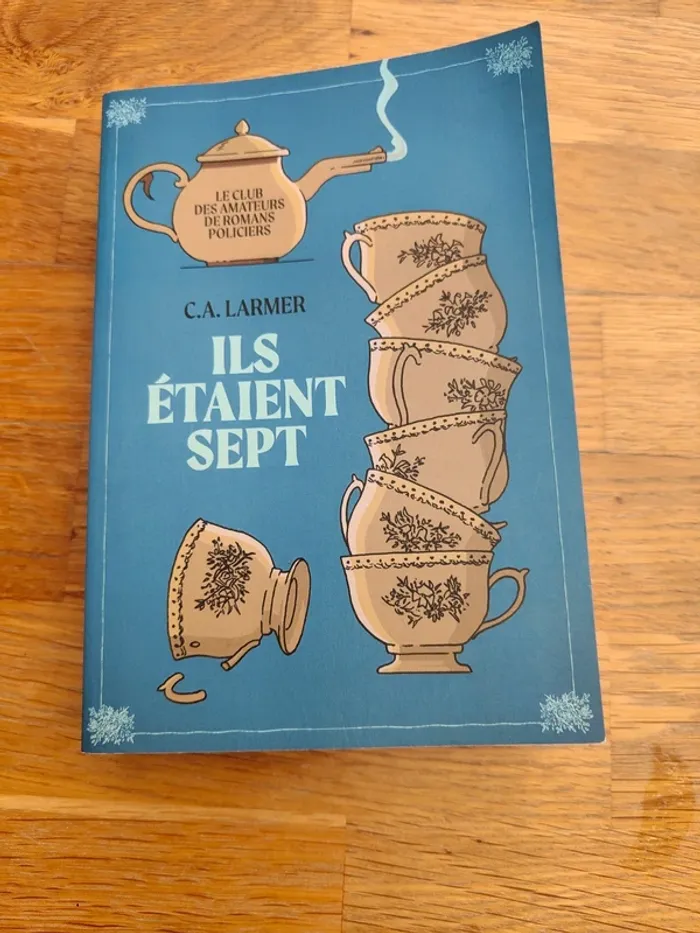 LE CLUB
DES AMATEURS
DE ROMANS
POLICIERS
C.A. LARMER
ILS
ÉTAIENT
SEPT